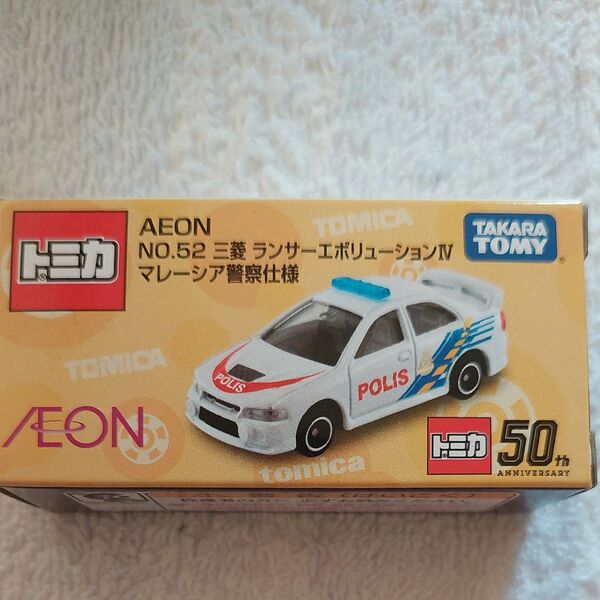 トミカ
AEON
NO.52 三菱 ランサーエボリューションⅣ
マレーシア警察仕様
TAKARA
TOMY
TOMICA
TOMICA
POLIS
POLIS
ÆON
tomica
トミカ 50th
ANNIVERSARY